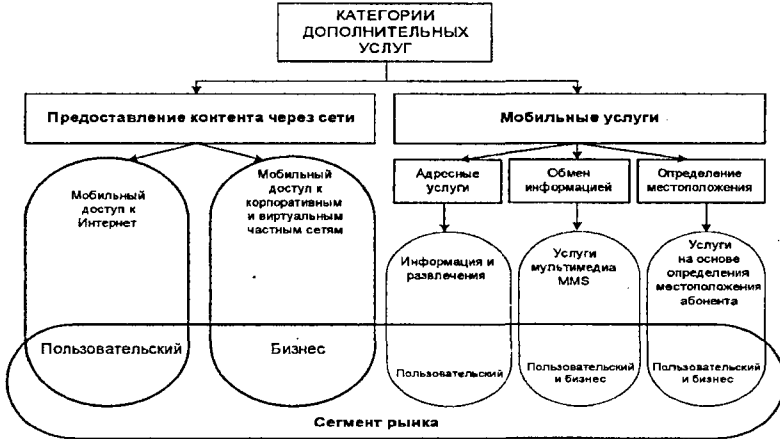 КАТЕГОРИИ
ДОПОЛНИТЕЛЬНЫХ
УСЛУГ
Предоставление контента через сети
Мобильные услуги
Мобильный
доступ к
Интернет
Мобильный
доступ к
корпоративным
и виртуальным
частным сетям
Адресные
услуги
Обмен
информацией
Определение
местоположения
Информация и
развлечения
Услуги
мультимедиа
MMS
Услуги
на основе
определения
местоположения
абонента
Пользовательский
Бизнес
Пользовательский
Пользовательский
и бизнес
Пользовательский
и бизнес
Сегмент рынка